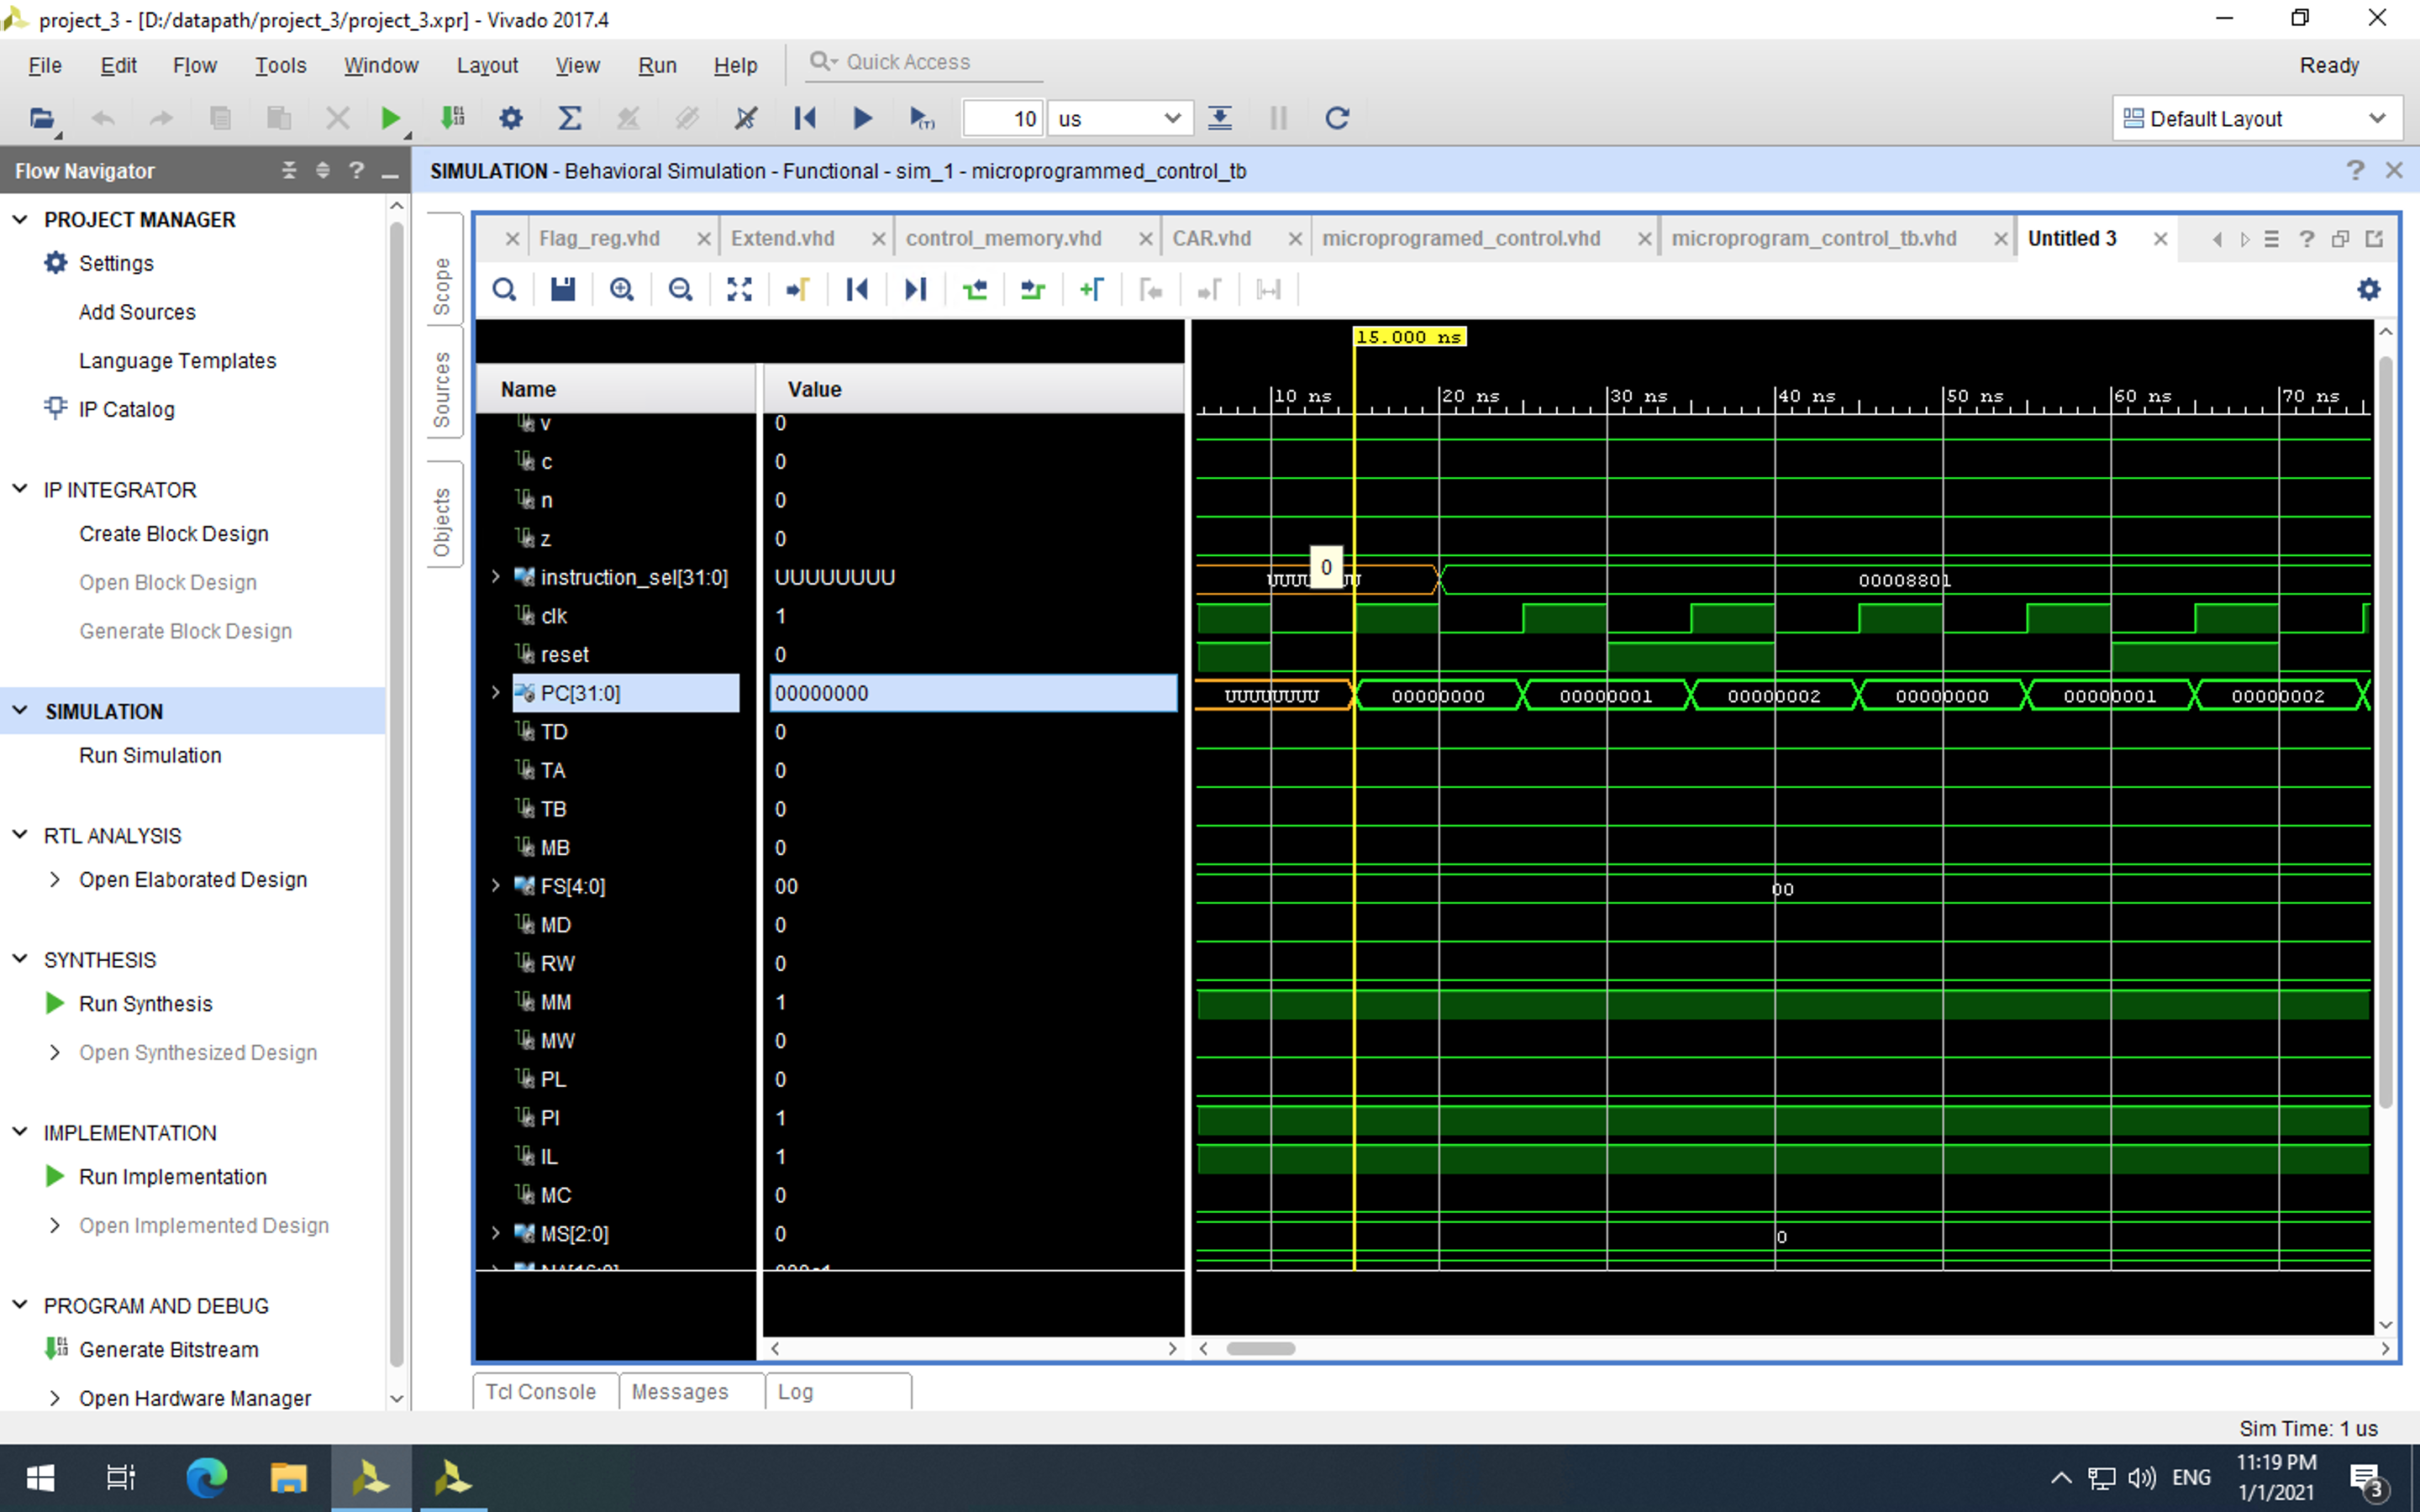 project_3 - [D:/datapath/project_3/project_3.xpr] - Vivado 2017.4
File Edit Flow Tools Window Layout View Run Help Quick Access Ready
10 us Default Layout
Flow Navigator
SIMULATION - Behavioral Simulation - Functional - sim_1 - microprogrammed_control_tb
PROJECT MANAGER
Settings
Add Sources
Language Templates
IP Catalog
IP INTEGRATOR
Create Block Design
Open Block Design
Generate Block Design
SIMULATION
Run Simulation
RTL ANALYSIS
Open Elaborated Design
SYNTHESIS
Run Synthesis
Open Synthesized Design
IMPLEMENTATION
Run Implementation
Open Implemented Design
PROGRAM AND DEBUG
Generate Bitstream
Open Hardware Manager
Scope
Sources
Objects
Flag_reg.vhd Extend.vhd control_memory.vhd CAR.vhd microprogramed_control.vhd microprogram_control_tb.vhd Untitled 3
15.000 ns
Name Value
10 ns 20 ns 30 ns 40 ns 50 ns 60 ns 70 ns
v 0
c 0
n 0
z 0
0
instruction_sel[31:0] UUUUUUUU 00008801
clk 1
reset 0
PC[31:0] 00000000 UUUUUUUU 00000000 00000001 00000002 00000000 00000001 00000002
TD 0
TA 0
TB 0
MB 0
FS[4:0] 00 00
MD 0
RW 0
MM 1
MW 0
PL 0
PI 1
IL 1
MC 0
MS[2:0] 0 0
Tcl Console Messages Log
Sim Time: 1 us
ENG
11:19 PM
1/1/2021
3